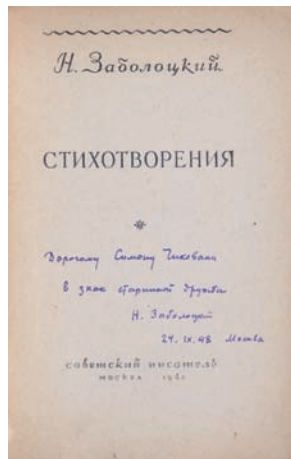 Н. Заболоцкий
СТИХОТВОРЕНИЯ
Дорогому Симону Чиковани
в знак старинной дружбы
Н. Заболоцкий
24.IX.48 Москва
советский писатель
москва 1948